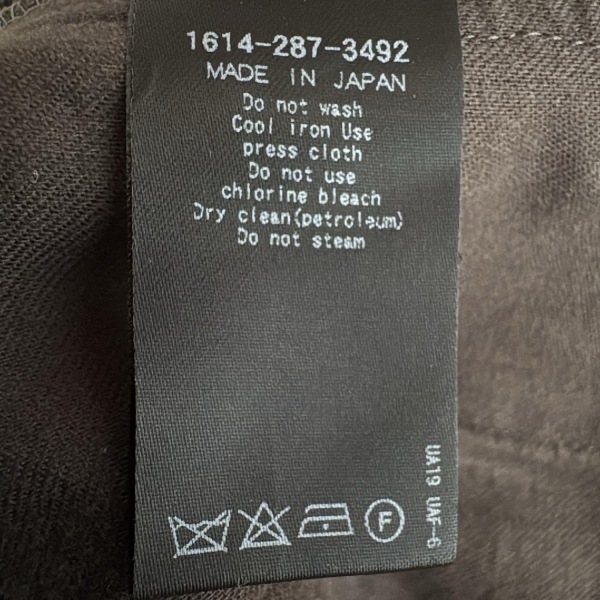 1614-287-3492
MADE IN JAPAN
Do not wash
Cool iron Use
press cloth
Do not use
chlorine bleach
Dry clean(petroleum)
Do not steam
UA19 UAF-6
F